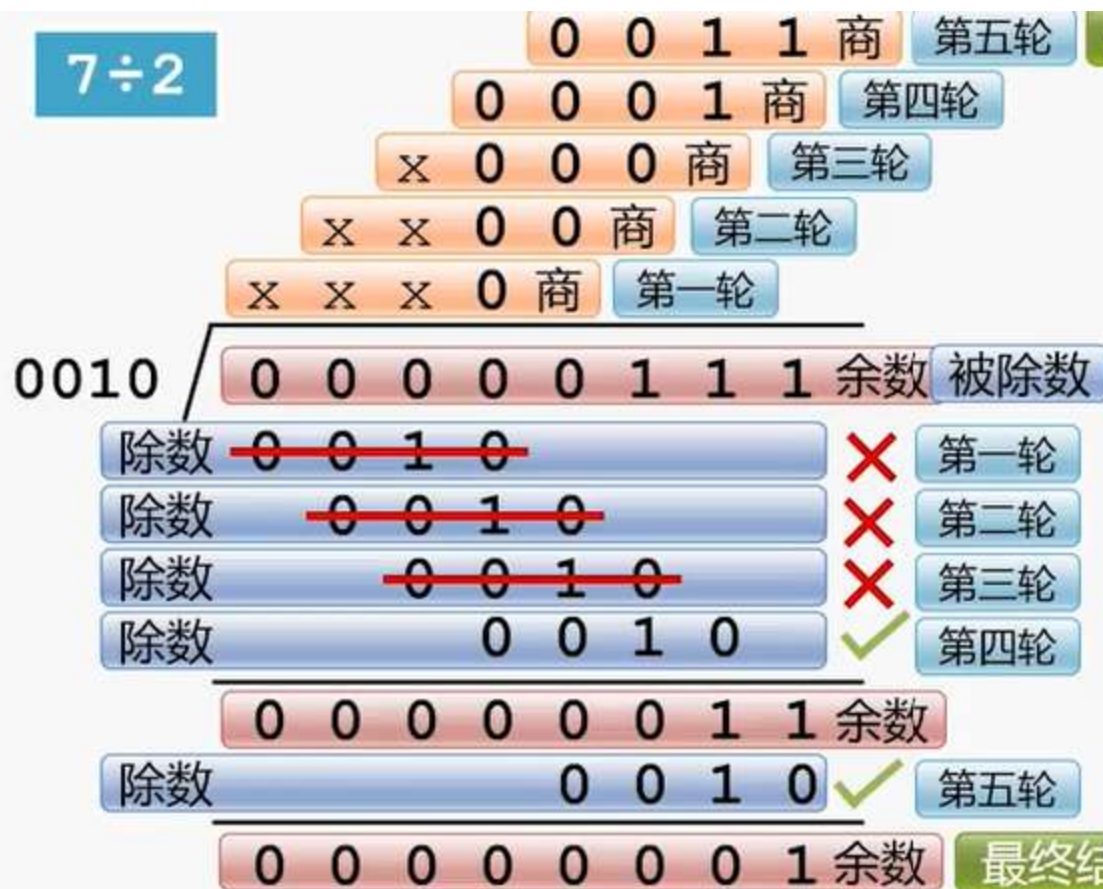 7÷2
0 0 1 1 商 第五轮
0 0 0 1 商 第四轮
x 0 0 0 商 第三轮
x x 0 0 商 第二轮
x x x 0 商 第一轮
0010 0 0 0 0 0 1 1 1 余数 被除数
除数 0 0 1 0 第一轮
除数 0 0 1 0 第二轮
除数 0 0 1 0 第三轮
除数 0 0 1 0 第四轮
0 0 0 0 0 0 1 1 余数
除数 0 0 1 0 第五轮
0 0 0 0 0 0 0 1 余数 最终结